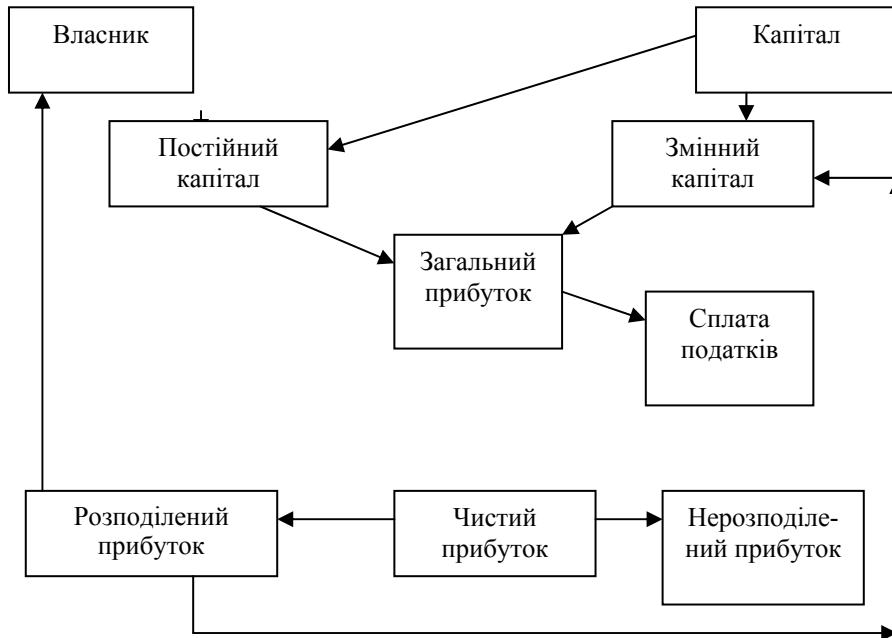 Власник
Капітал
Постійний
капітал
Змінний
капітал
Загальний
прибуток
Сплата
податків
Розподілений
прибуток
Чистий
прибуток
Нерозподіле-
ний прибуток